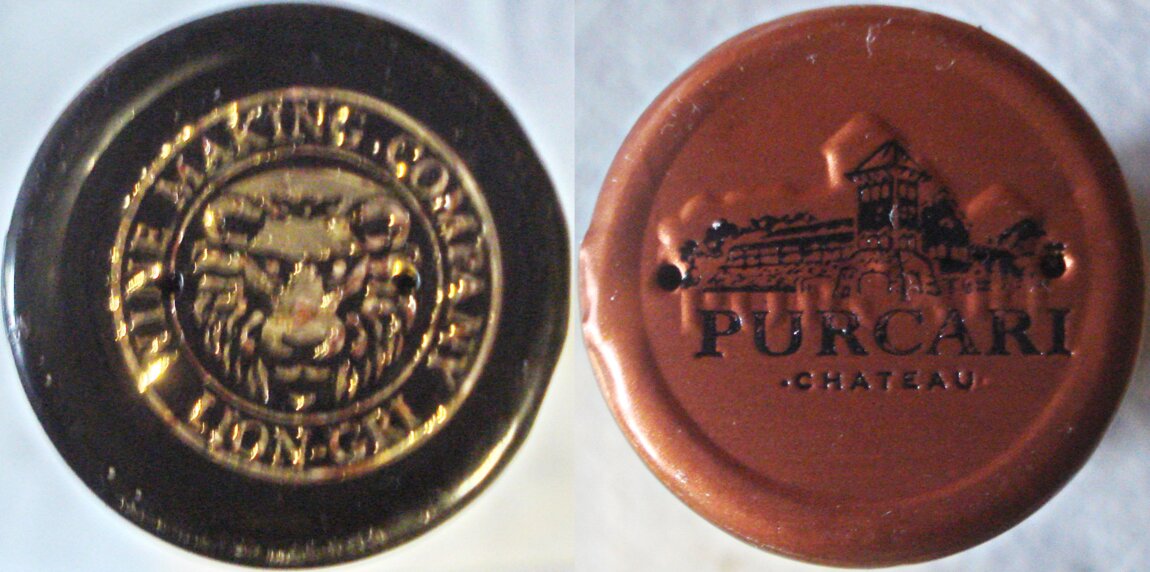 WINE MAKING COMPANY
LION-GRI
PURCARI
·CHATEAU·